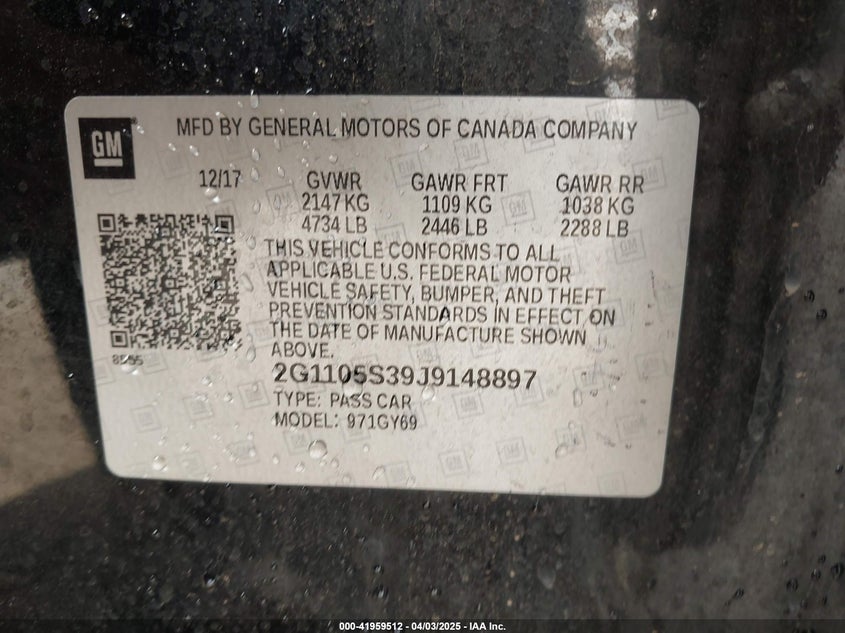 GM
MFD BY GENERAL MOTORS OF CANADA COMPANY
12/17 GVWR GAWR FRT GAWR RR
2147 KG 1109 KG 1038 KG
4734 LB 2446 LB 2288 LB
THIS VEHICLE CONFORMS TO ALL
APPLICABLE U.S. FEDERAL MOTOR
VEHICLE SAFETY, BUMPER, AND THEFT
PREVENTION STANDARDS IN EFFECT ON
THE DATE OF MANUFACTURE SHOWN
ABOVE.
2G1105S39J9148897
TYPE: PASS CAR
MODEL: 971GY69
000-41959512 - 04/03/2025 - IAA Inc.